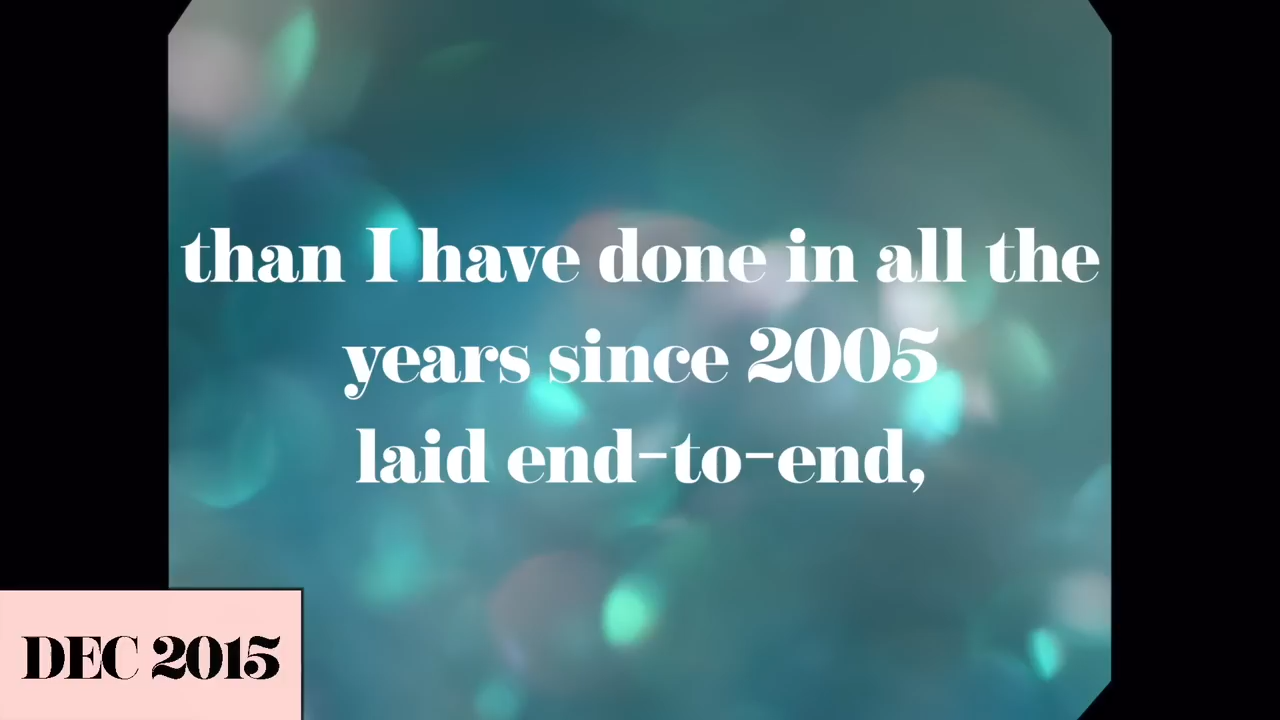 than I have done in all the
years since 2005
laid end-to-end,
DEC 2015